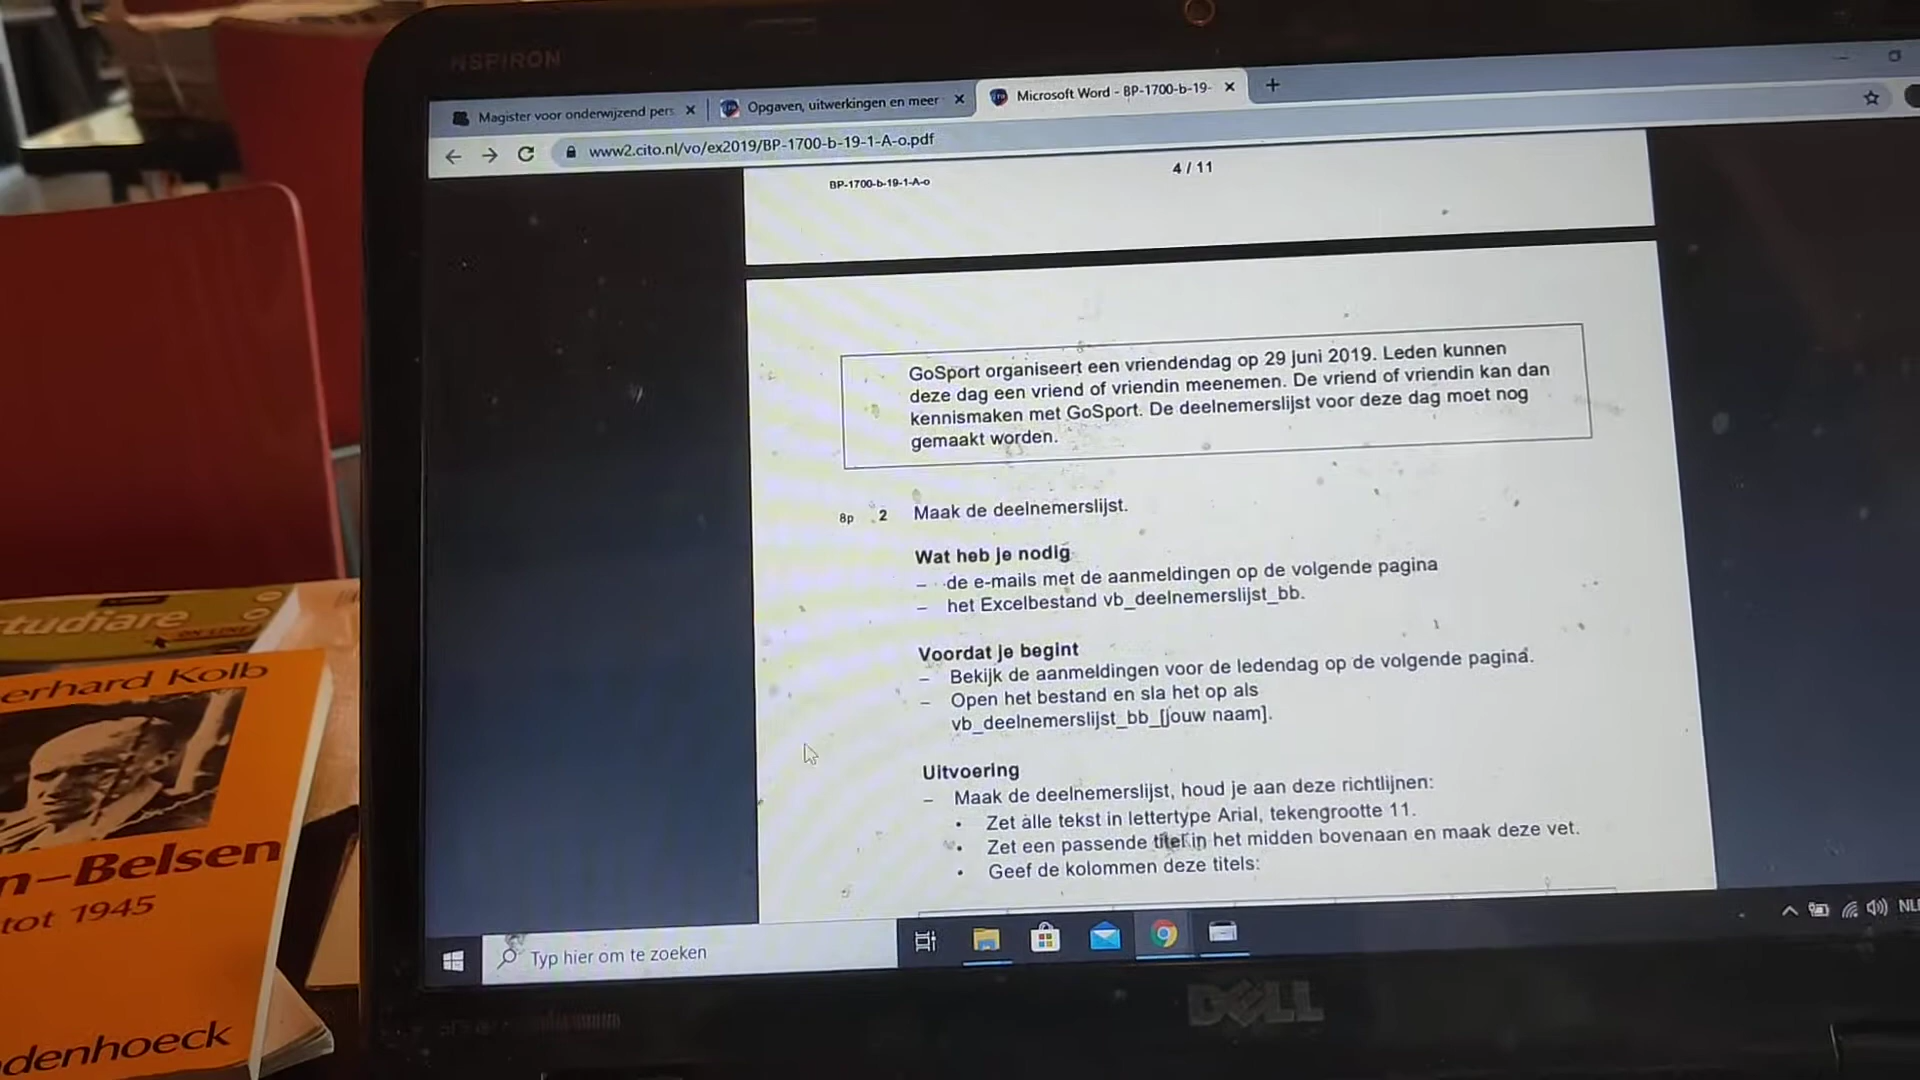 NSPIRON
Magister voor onderwijzend pers
Opgaven, uitwerkingen en meer
Microsoft Word - BP-1700-b-19-
www2.cito.nl/vo/ex2019/BP-1700-b-19-1-A-o.pdf
BP-1700-b-19-1-A-o
4 / 11
GoSport organiseert een vriendendag op 29 juni 2019. Leden kunnen
deze dag een vriend of vriendin meenemen. De vriend of vriendin kan dan
kennismaken met GoSport. De deelnemerslijst voor deze dag moet nog
gemaakt worden.
8p 2 Maak de deelnemerslijst.
Wat heb je nodig
– de e-mails met de aanmeldingen op de volgende pagina
– het Excelbestand vb_deelnemerslijst_bb.
Voordat je begint
– Bekijk de aanmeldingen voor de ledendag op de volgende pagina.
– Open het bestand en sla het op als
vb_deelnemerslijst_bb_[jouw naam].
Uitvoering
– Maak de deelnemerslijst, houd je aan deze richtlijnen:
• Zet alle tekst in lettertype Arial, tekengrootte 11.
• Zet een passende titel in het midden bovenaan en maak deze vet.
• Geef de kolommen deze titels:
Typ hier om te zoeken
NL
DELL
tudiare
erhard Kolb
n–Belsen
tot 1945
denhoeck